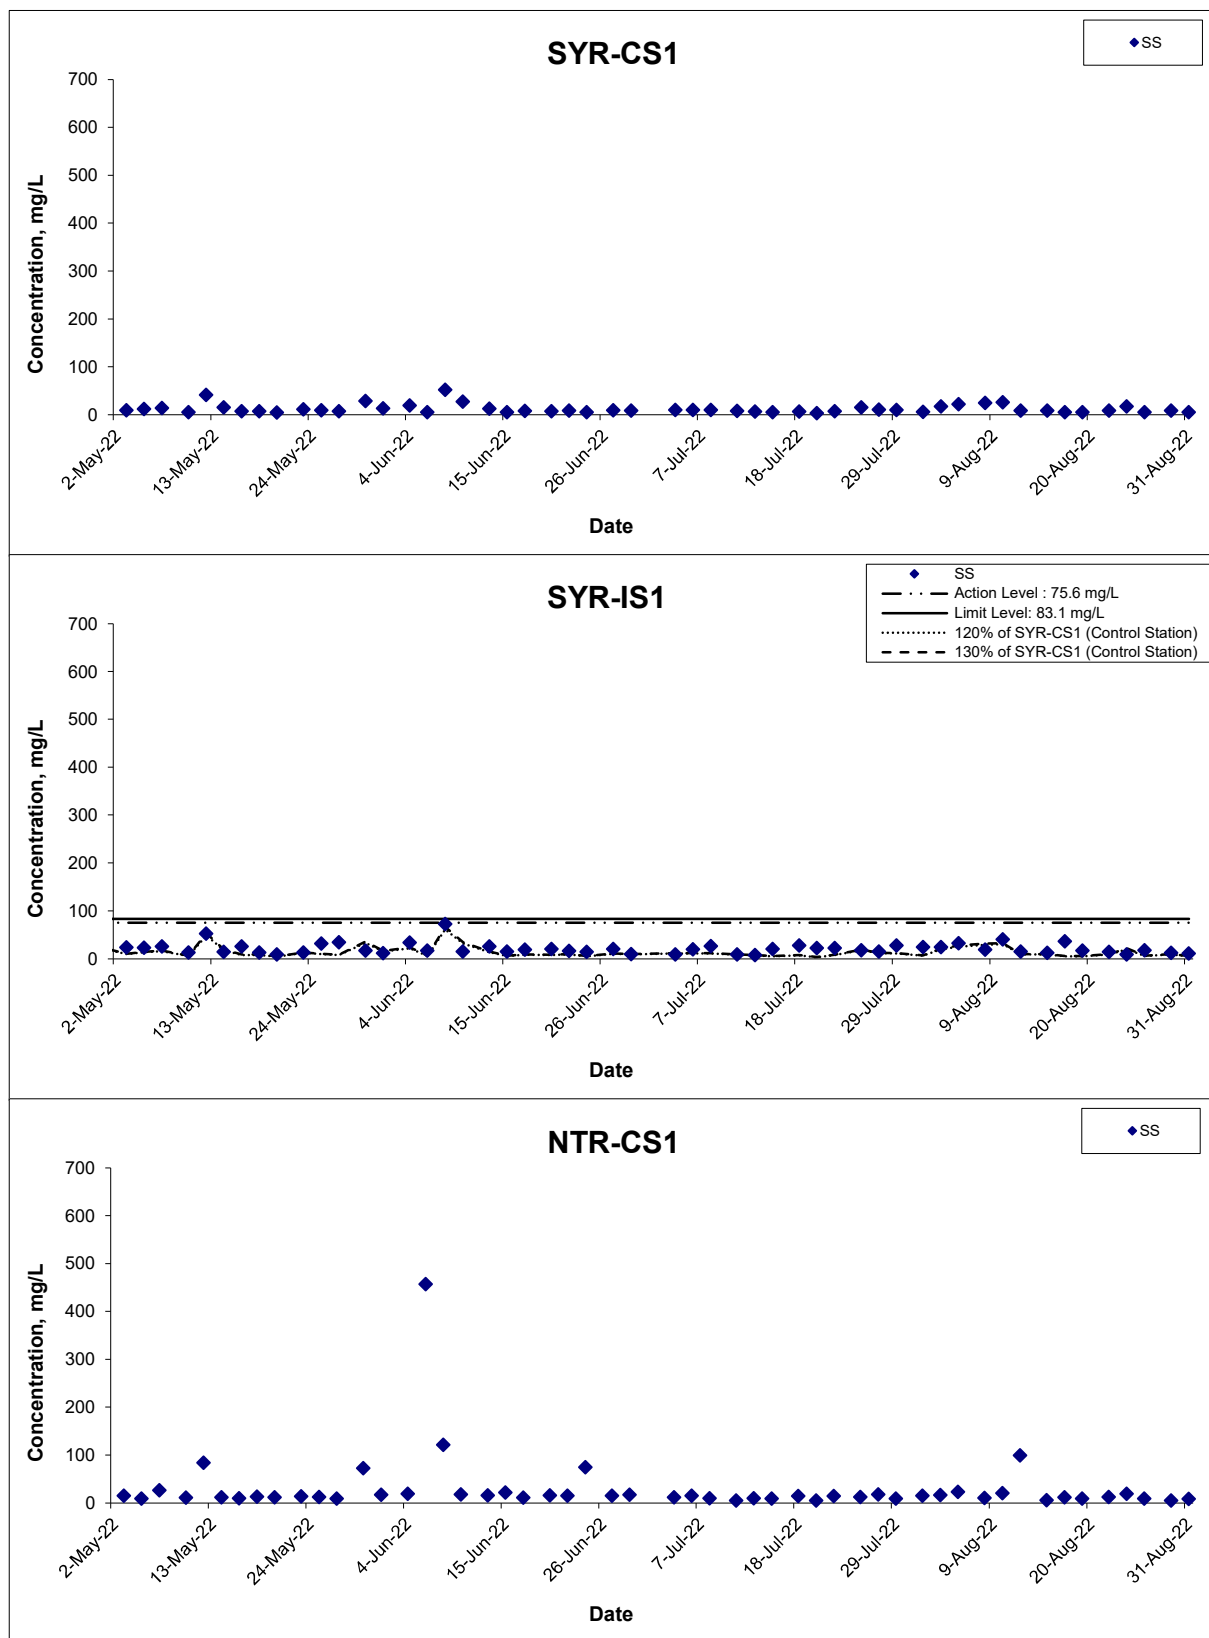 SYR-CS1
SS
700
600
500
400
300
200
100
0
Concentration, mg/L
2-May-22
13-May-22
24-May-22
4-Jun-22
15-Jun-22
26-Jun-22
7-Jul-22
18-Jul-22
29-Jul-22
9-Aug-22
20-Aug-22
31-Aug-22
Date
SYR-IS1
SS
Action Level : 75.6 mg/L
Limit Level: 83.1 mg/L
120% of SYR-CS1 (Control Station)
130% of SYR-CS1 (Control Station)
700
600
500
400
300
200
100
0
Concentration, mg/L
2-May-22
13-May-22
24-May-22
4-Jun-22
15-Jun-22
26-Jun-22
7-Jul-22
18-Jul-22
29-Jul-22
9-Aug-22
20-Aug-22
31-Aug-22
Date
NTR-CS1
SS
700
600
500
400
300
200
100
0
Concentration, mg/L
2-May-22
13-May-22
24-May-22
4-Jun-22
15-Jun-22
26-Jun-22
7-Jul-22
18-Jul-22
29-Jul-22
9-Aug-22
20-Aug-22
31-Aug-22
Date